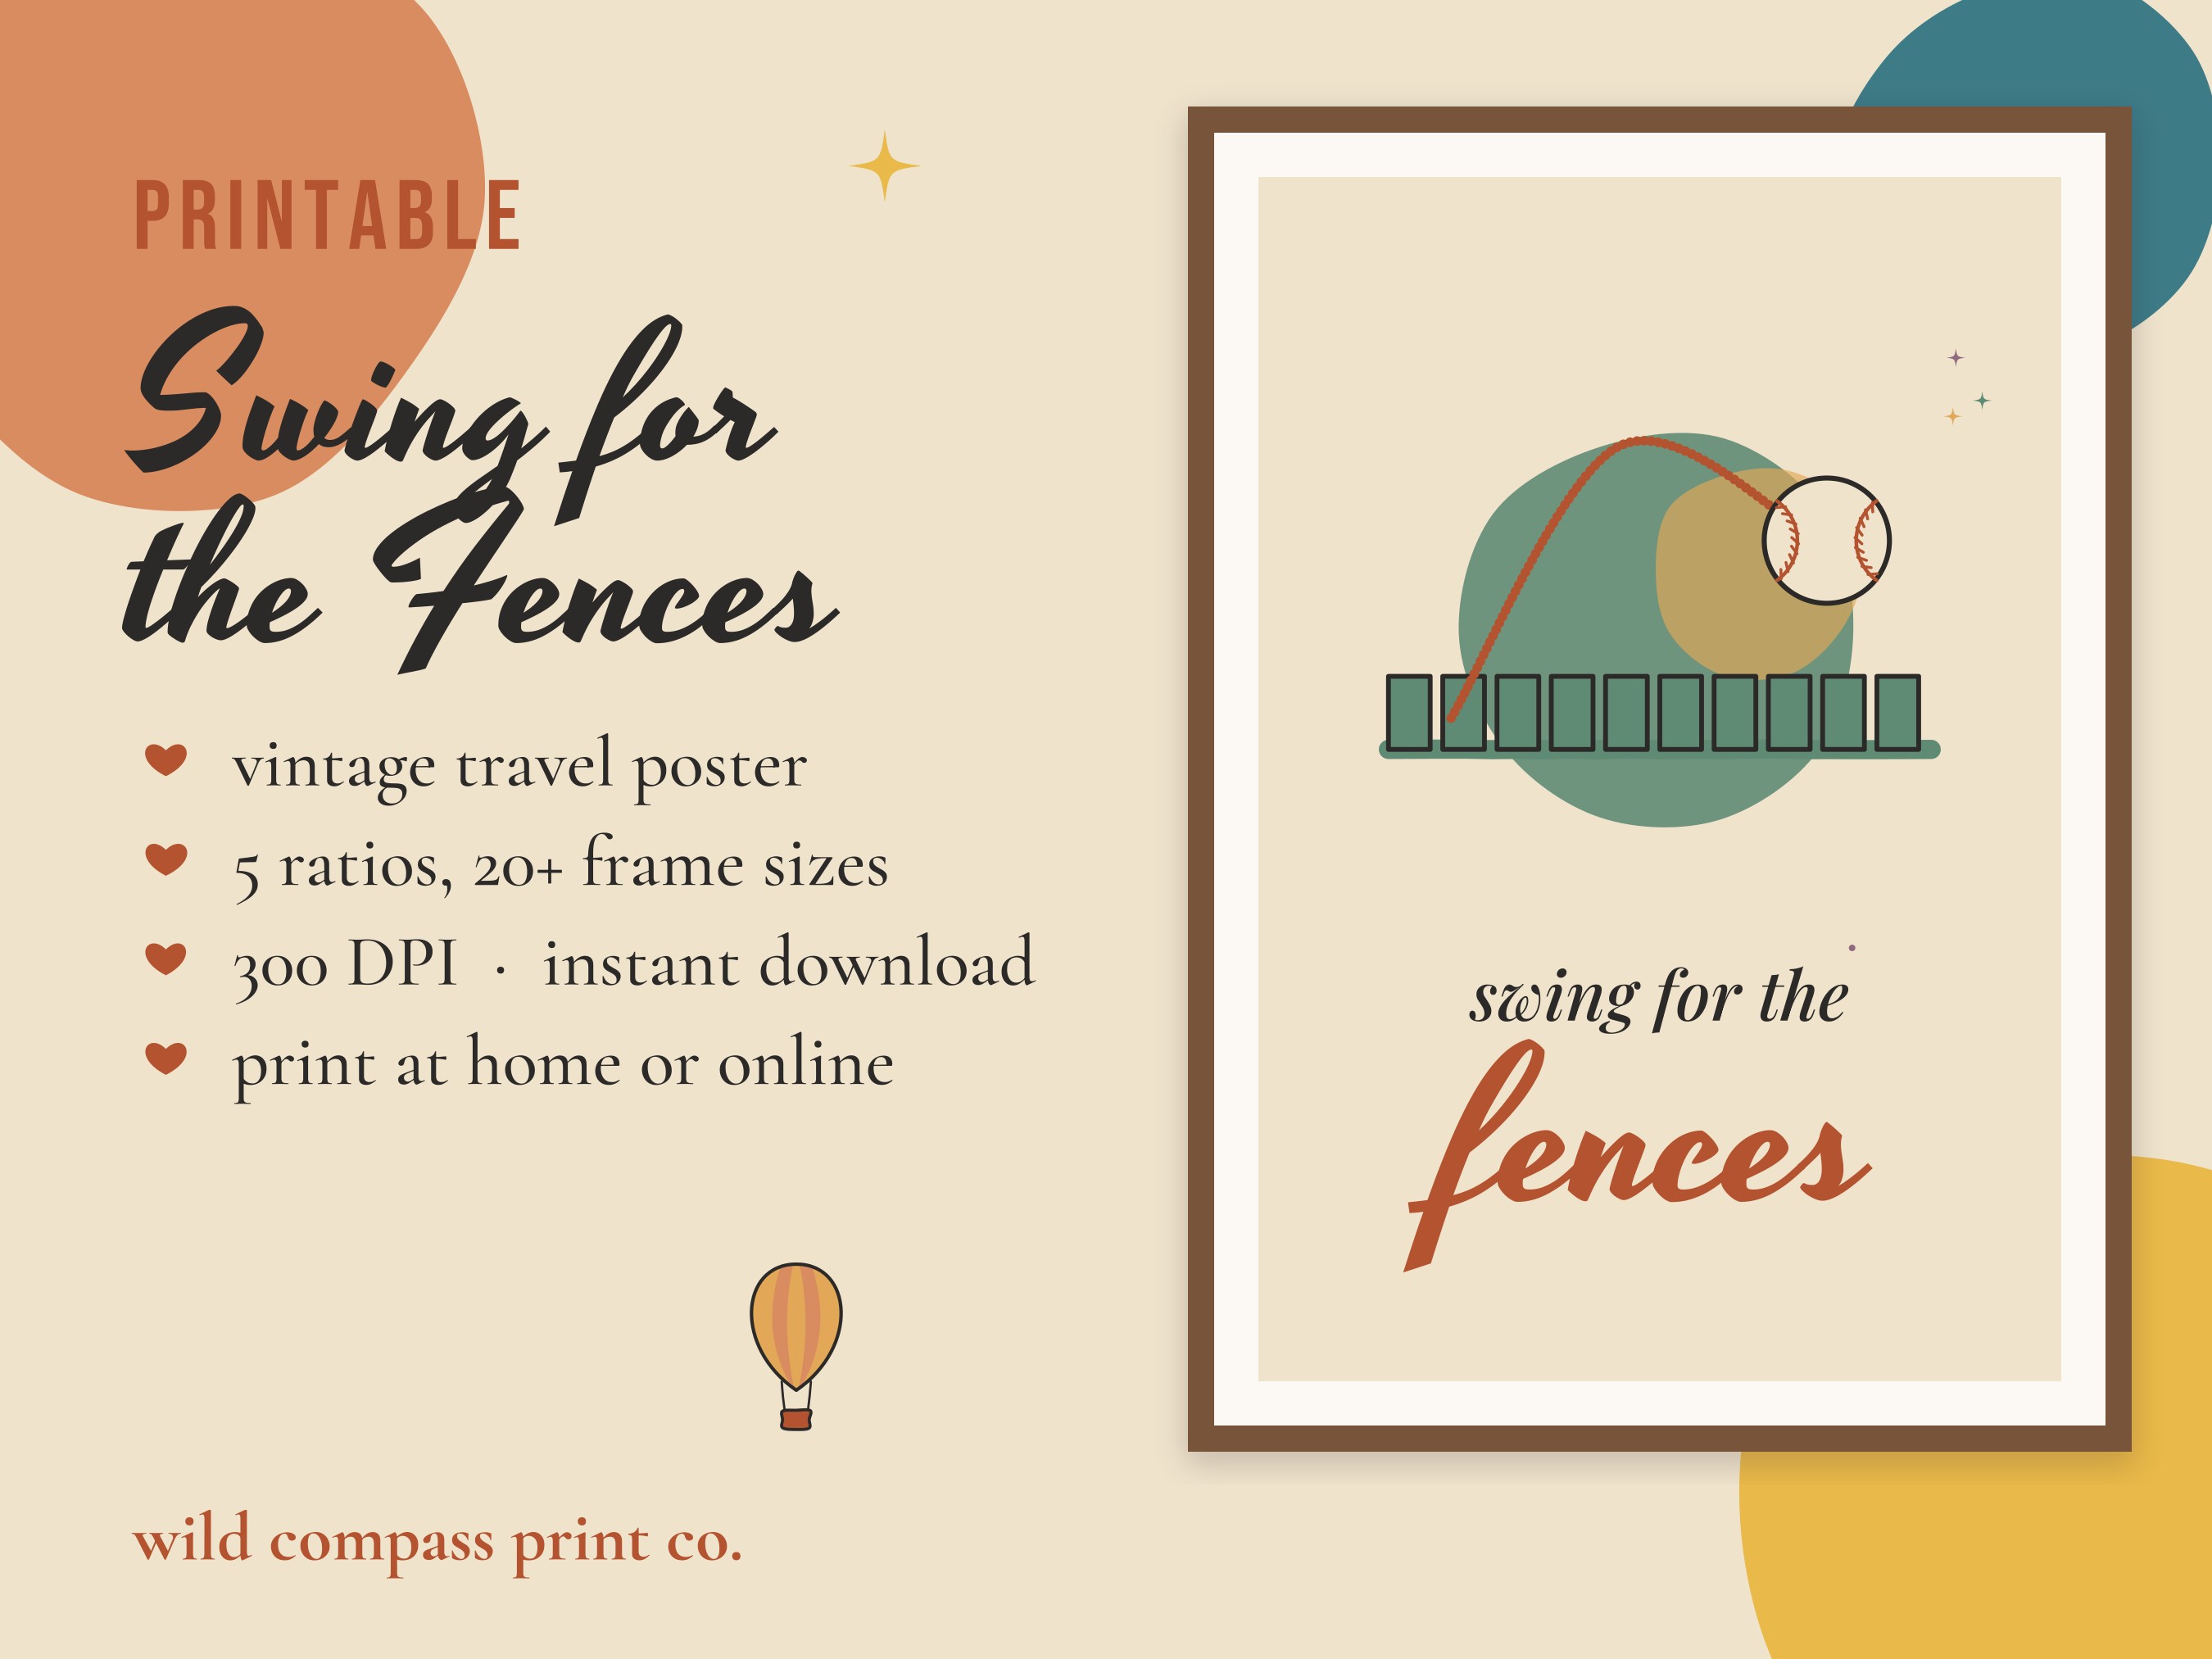 PRINTABLE
Swing for
the Fences
vintage travel poster
5 ratios, 20+ frame sizes
300 DPI · instant download
print at home or online
wild compass print co.
swing for the
fences